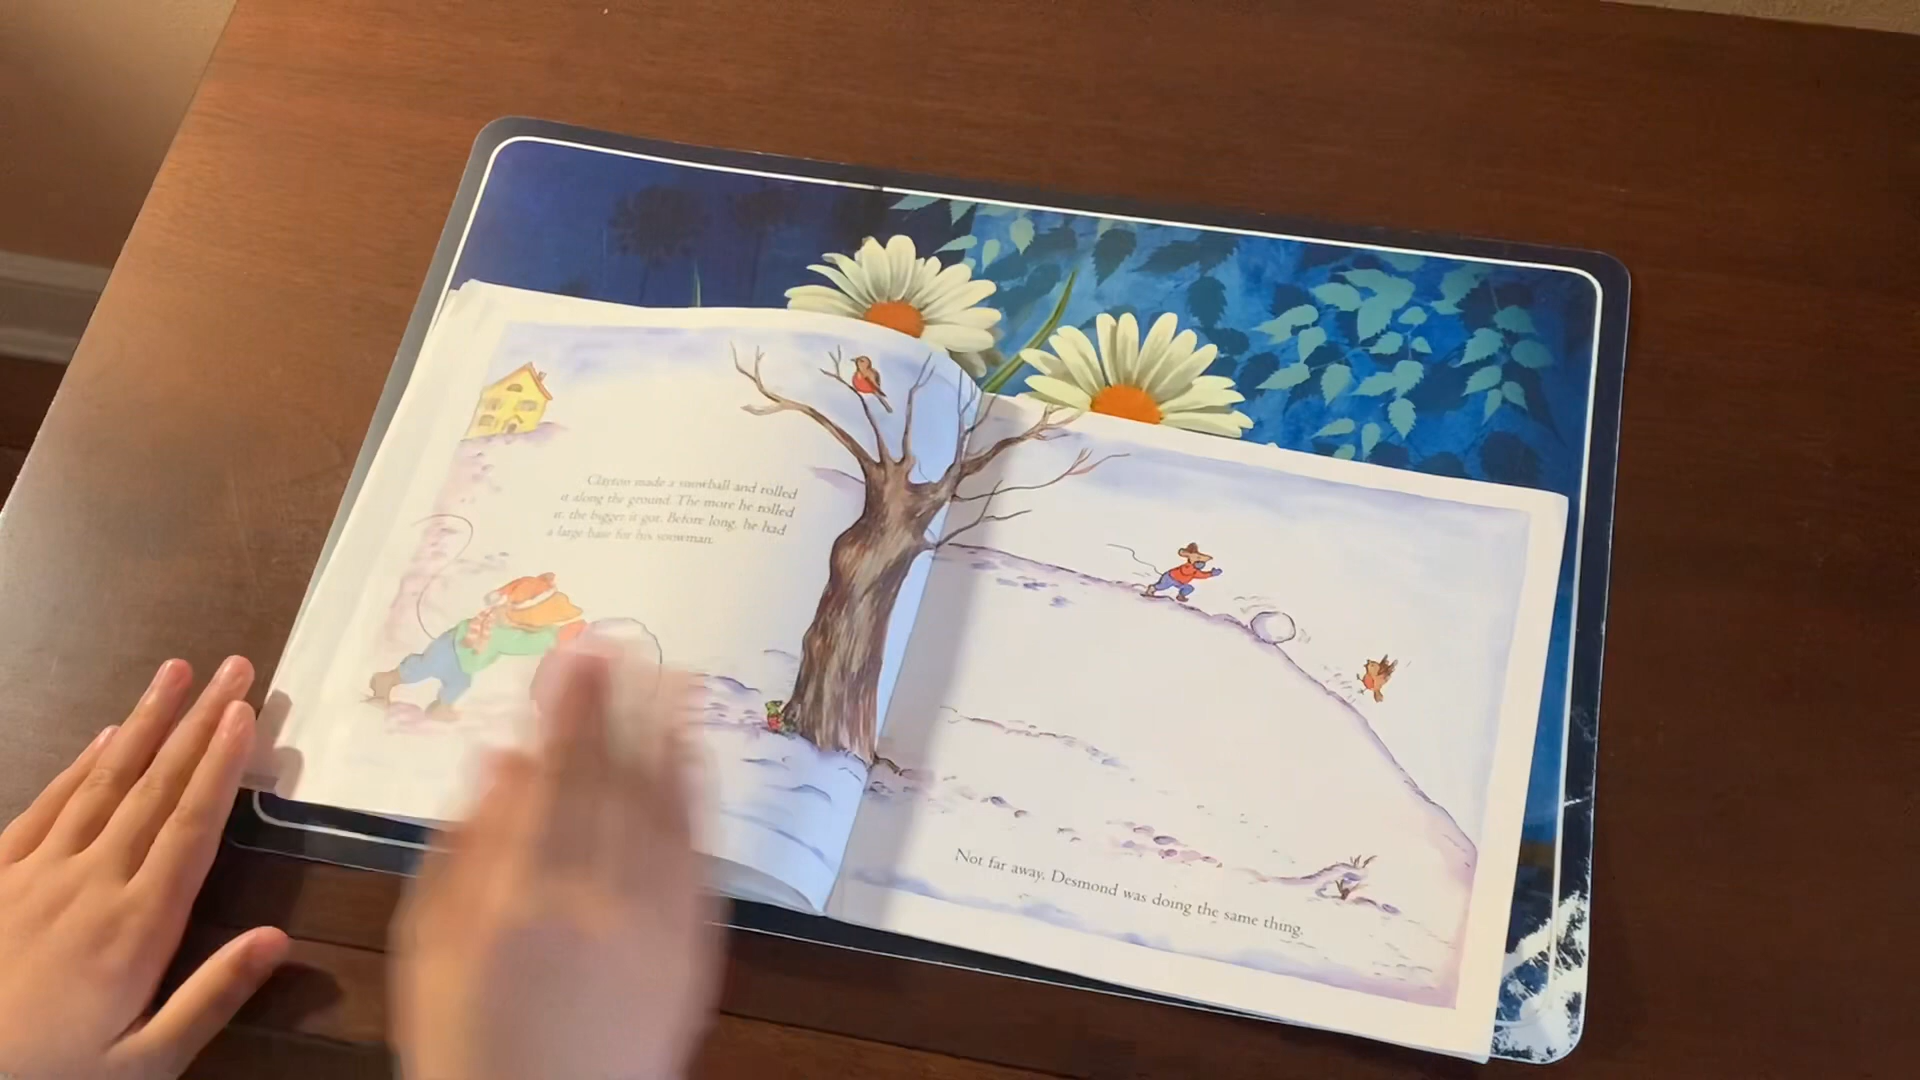 Clayton made a snowball and rolled
it along the ground. The more he rolled
it, the bigger it got. Before long, he had
a large base for his snowman.
Not far away, Desmond was doing the same thing.